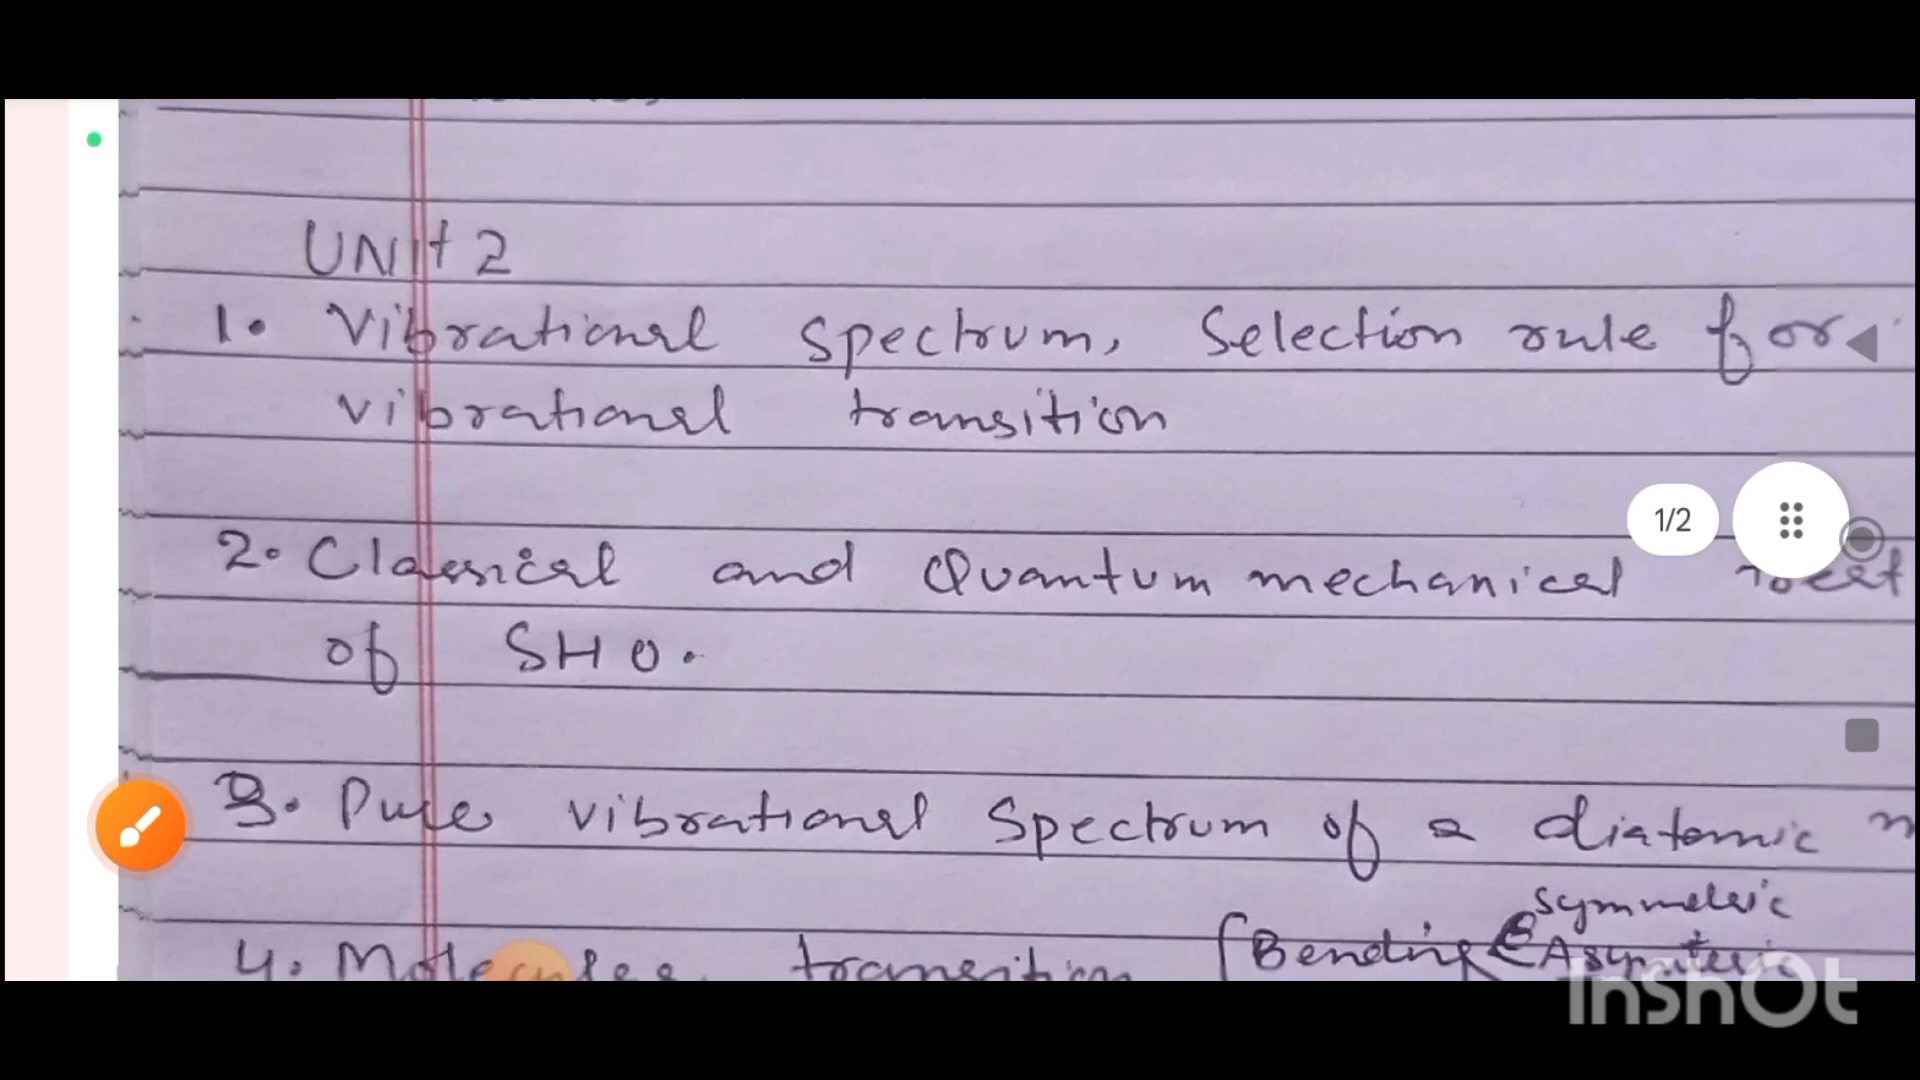 UNit 2
1. Vibrational spectrum, Selection rule for
vibrational transition
1/2
2. Classical and Quantum mechanical
of SHO.
3. Pure vibrational Spectrum of a diatomic m
symmetric
4. Molecules transition (Bending
InShOt